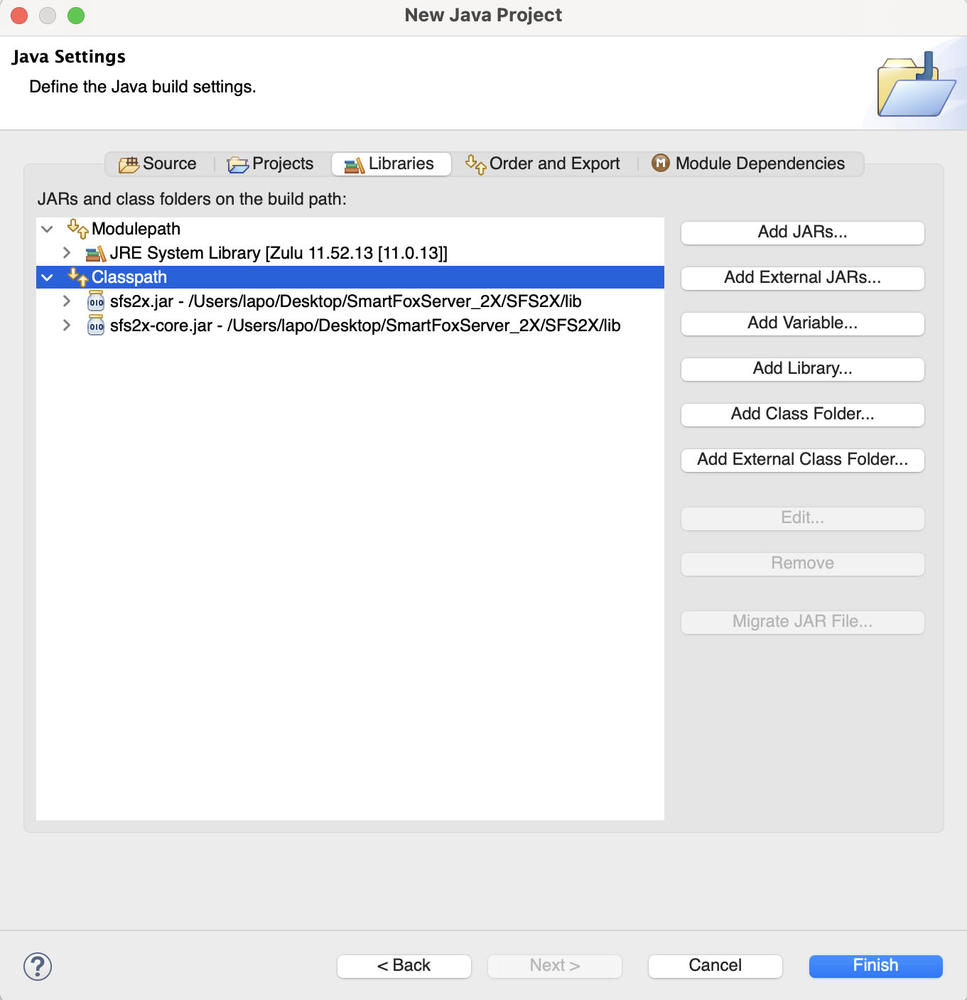 New Java Project
Java Settings
Define the Java build settings.
Source
Projects
Libraries
Order and Export
M
Module Dependencies
JARs and class folders on the build path:
Modulepath
JRE System Library [Zulu 11.52.13 [11.0.13]]
Classpath
010
sfs2x.jar - /Users/lapo/Desktop/SmartFoxServer_2X/SFS2X/lib
010
sfs2x-core.jar - /Users/lapo/Desktop/SmartFoxServer_2X/SFS2X/lib
Add JARs...
Add External JARs...
Add Variable...
Add Library...
Add Class Folder...
Add External Class Folder...
Edit...
Remove
Migrate JAR File...
?
< Back
Next >
Cancel
Finish